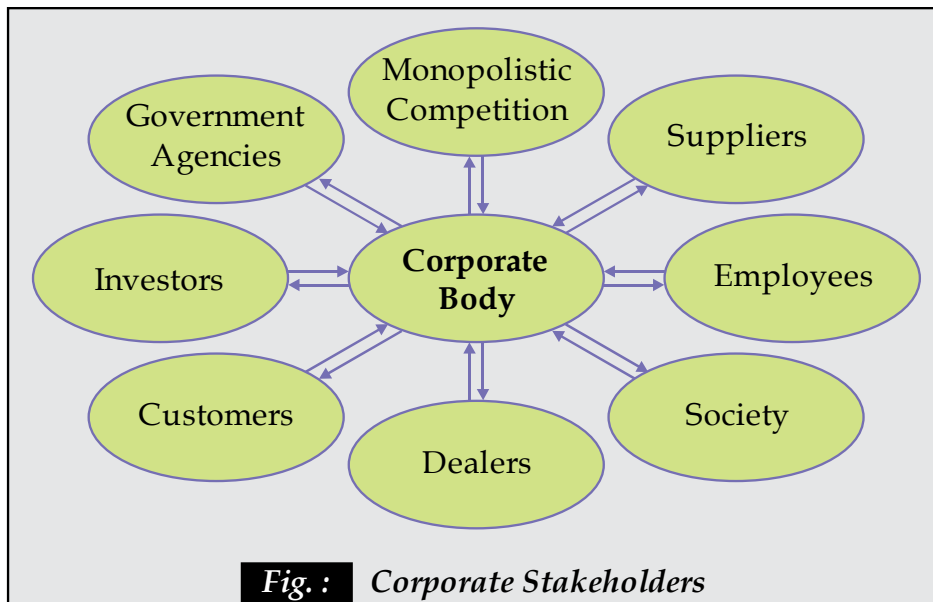 Monopolistic
Competition
Government
Agencies
Suppliers
Investors
Corporate
Body
Employees
Customers
Dealers
Society
Fig. : Corporate Stakeholders